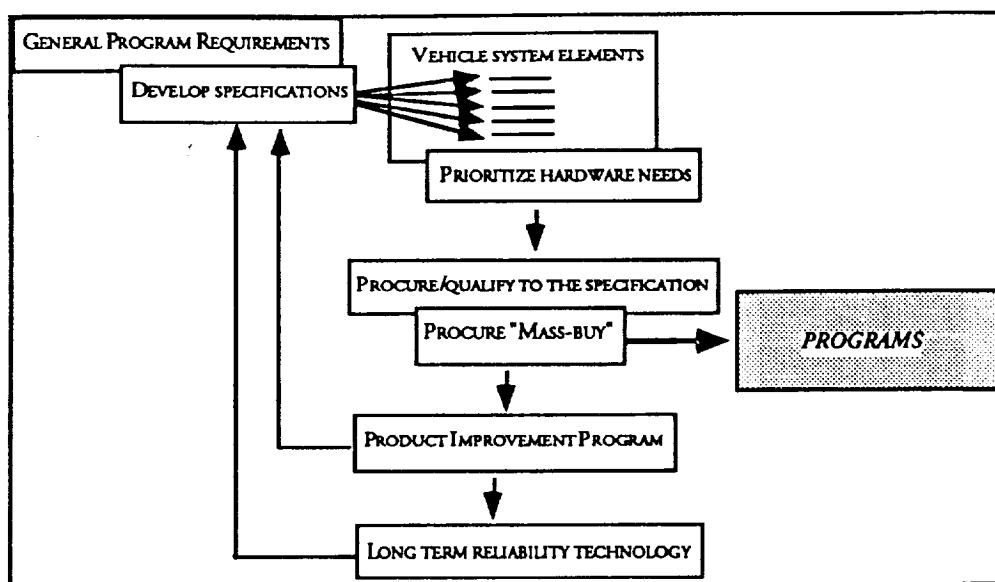 GENERAL PROGRAM REQUIREMENTS
DEVELOP SPECIFICATIONS
VEHICLE SYSTEM ELEMENTS
PRIORITIZE HARDWARE NEEDS
PROCURE/QUALIFY TO THE SPECIFICATION
PROCURE "MASS-BUY"
PROGRAMS
PRODUCT IMPROVEMENT PROGRAM
LONG TERM RELIABILITY TECHNOLOGY